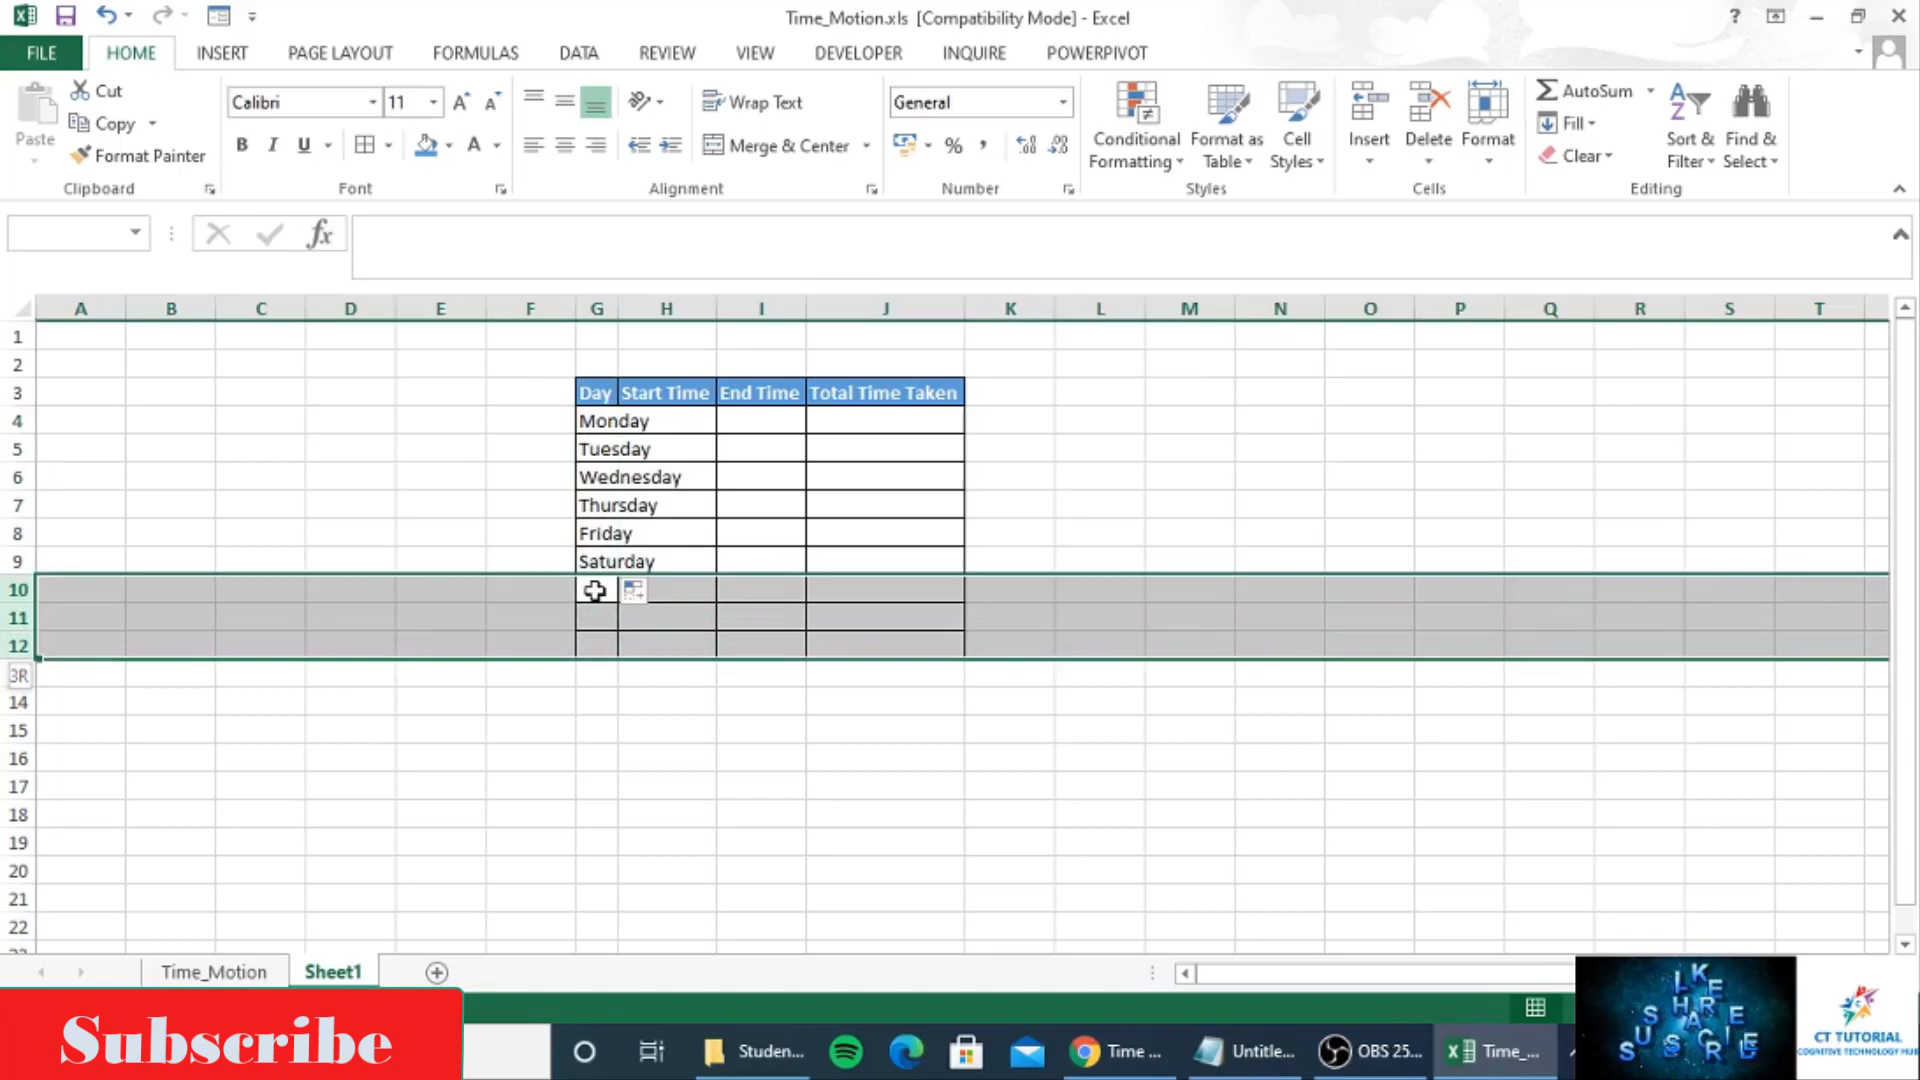 Time_Motion.xls [Compatibility Mode] - Excel
?
FILE HOME INSERT PAGE LAYOUT FORMULAS DATA REVIEW VIEW DEVELOPER INQUIRE POWERPIVOT
Paste
Cut
Copy
Format Painter
Clipboard
Calibri 11
B I U A
Font
Wrap Text
Merge & Center
Alignment
General
%
Number
Conditional Formatting
Format as Table
Cell Styles
Styles
Insert Delete Format
Cells
AutoSum
Fill
Clear
Sort & Filter
Find & Select
Editing
fx
A B C D E F G H I J K L M N O P Q R S T
1
2
3 Day Start Time End Time Total Time Taken
4 Monday
5 Tuesday
6 Wednesday
7 Thursday
8 Friday
9 Saturday
10
11
12
3R
14
15
16
17
18
19
20
21
22
Time_Motion Sheet1
Subscribe
Studen... Time ... Untitle... OBS 25... Time_...
CT TUTORIAL
COGNITIVE TECHNOLOGY HUB